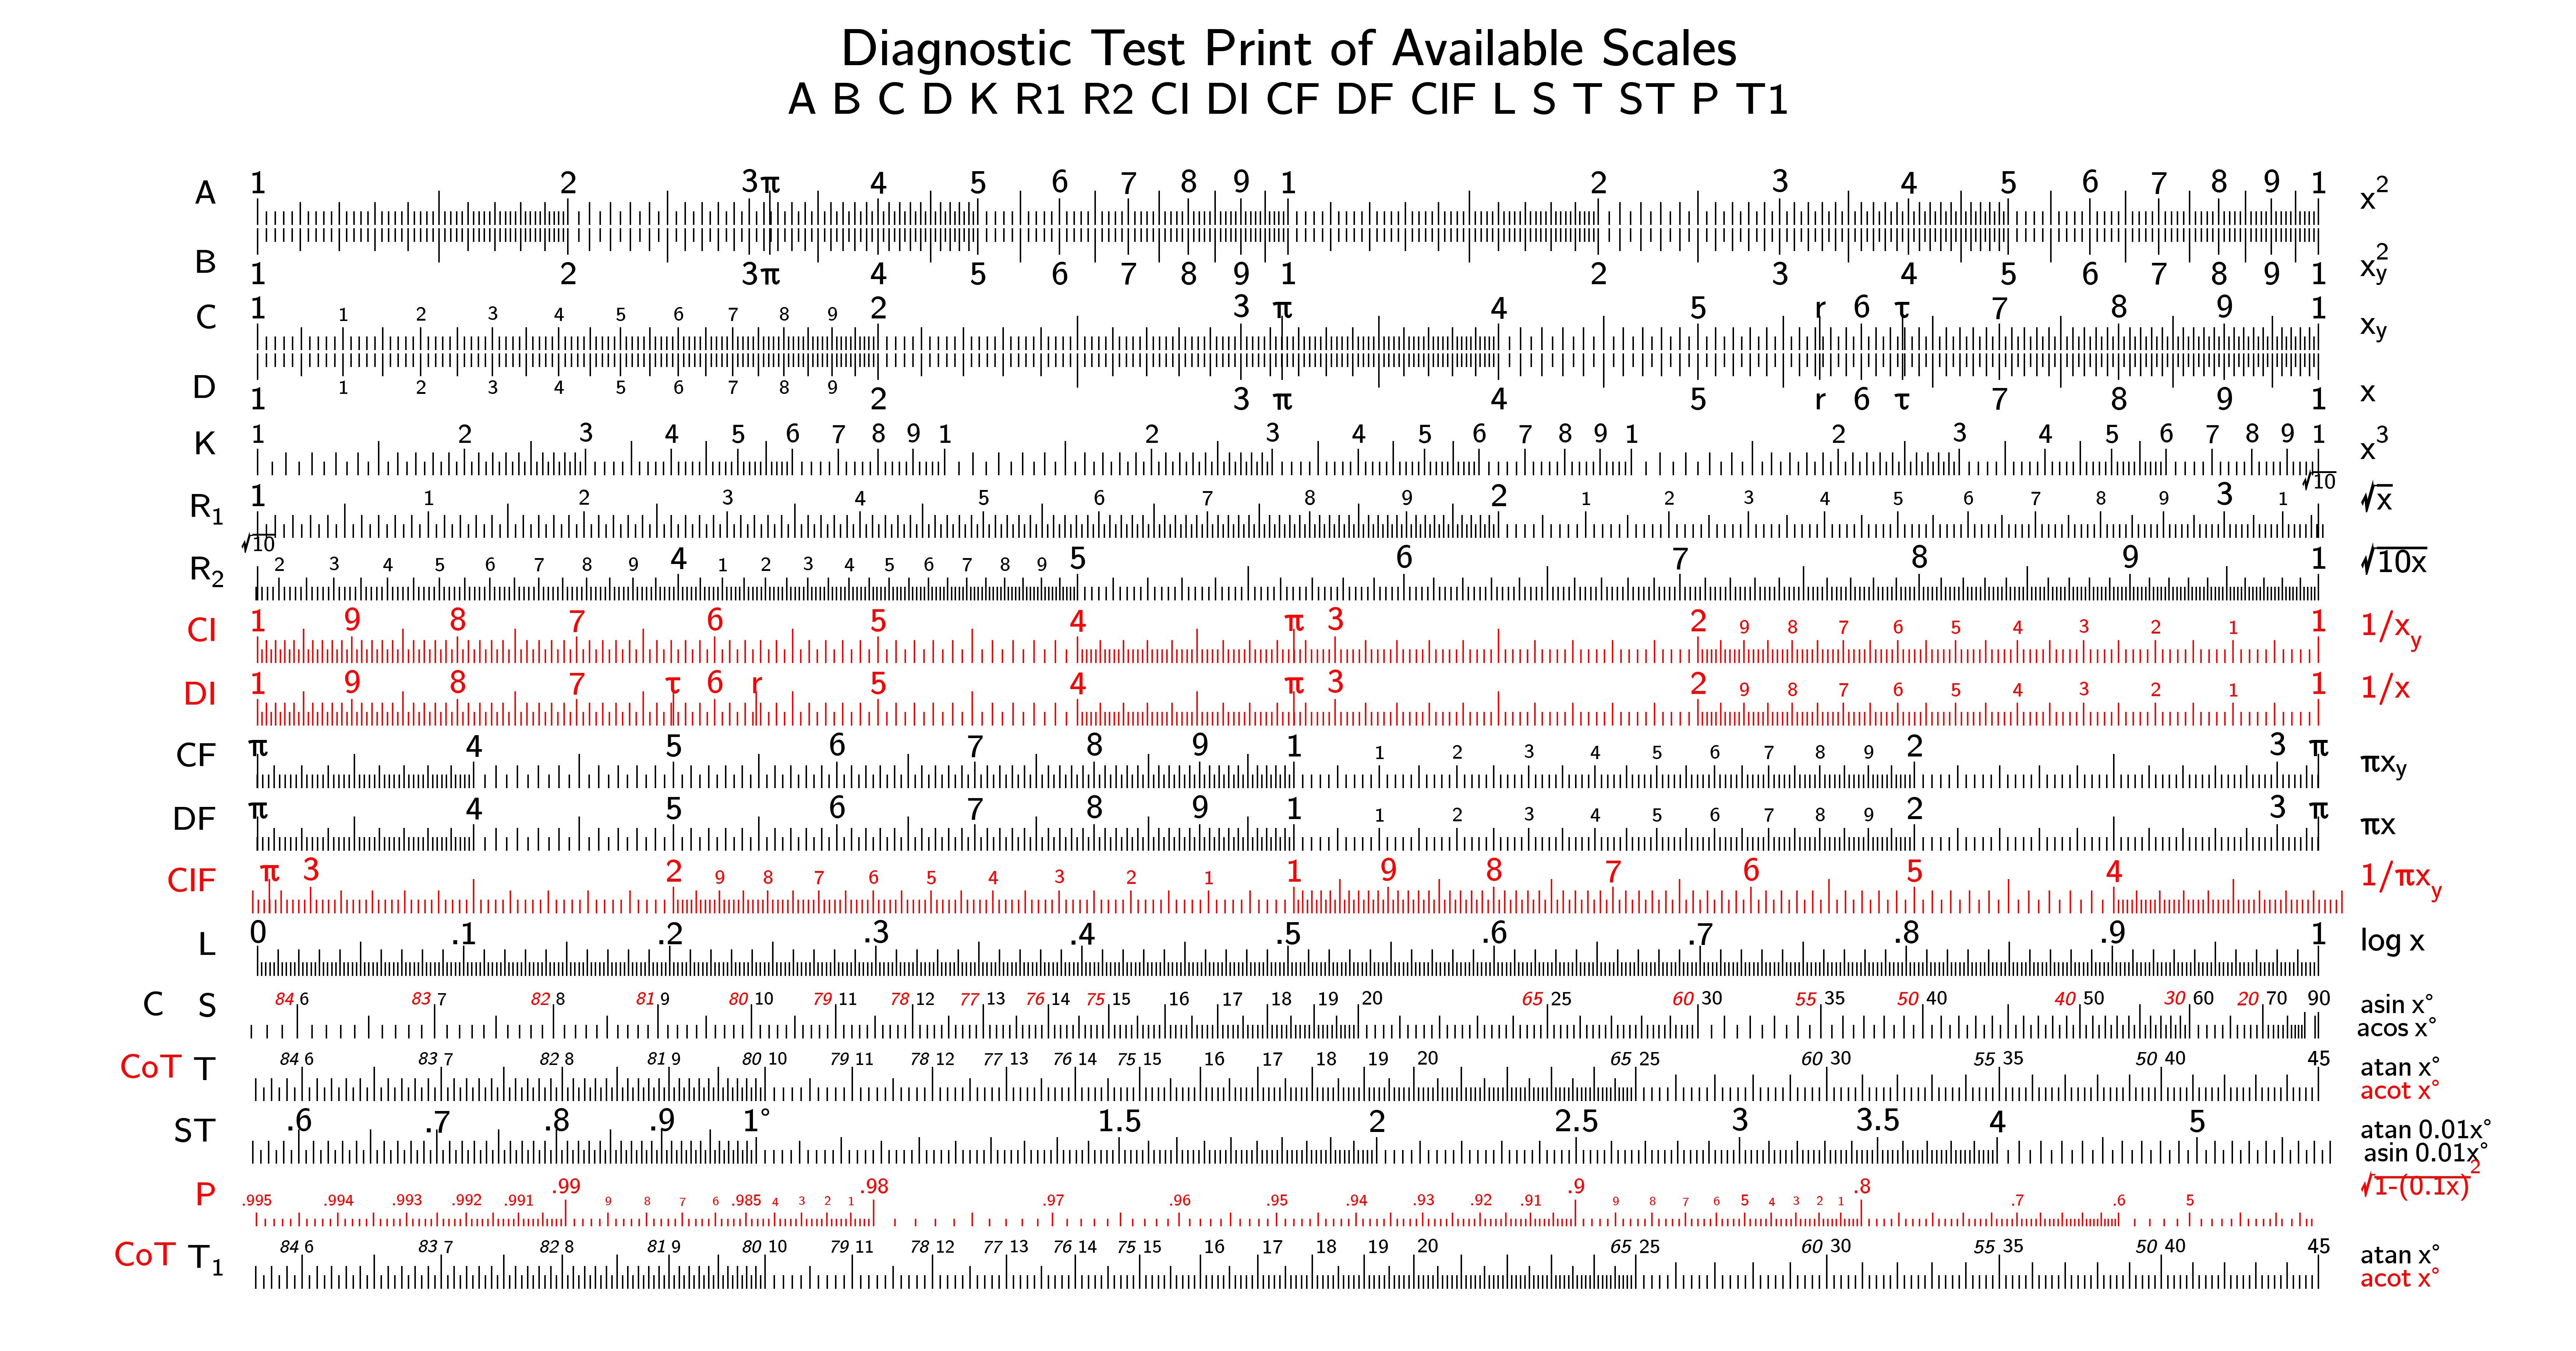 Diagnostic Test Print of Available Scales
A B C D K R1 R2 CI DI CF DF CIF L S T ST P T1
A 1 2 3 π 4 5 6 7 8 9 1 2 3 4 5 6 7 8 9 1 x²
B 1 2 3 π 4 5 6 7 8 9 1 2 3 4 5 6 7 8 9 1 x²y
C 1 1 2 3 4 5 6 7 8 9 2 3 π 4 5 r 6 τ 7 8 9 1 xy
D 1 1 2 3 4 5 6 7 8 9 2 3 π 4 5 r 6 τ 7 8 9 1 x
K 1 2 3 4 5 6 7 8 9 1 2 3 4 5 6 7 8 9 1 2 3 4 5 6 7 8 9 1 x³
R₁ 1 1 2 3 4 5 6 7 8 9 2 1 2 3 4 5 6 7 8 9 3 1 √10 √x
R₂ √10 2 3 4 5 6 7 8 9 4 1 2 3 4 5 6 7 8 9 5 6 7 8 9 1 √10x
CI 1 9 8 7 6 5 4 π 3 2 9 8 7 6 5 4 3 2 1 1 1/xy
DI 1 9 8 7 τ 6 r 5 4 π 3 2 9 8 7 6 5 4 3 2 1 1 1/x
CF π 4 5 6 7 8 9 1 1 2 3 4 5 6 7 8 9 2 3 π πxy
DF π 4 5 6 7 8 9 1 1 2 3 4 5 6 7 8 9 2 3 π πx
CIF π 3 2 9 8 7 6 5 4 3 2 1 1 9 8 7 6 5 4 1/πxy
L 0 .1 .2 .3 .4 .5 .6 .7 .8 .9 1 log x
C S 84 6 83 7 82 8 81 9 80 10 79 11 78 12 77 13 76 14 75 15 16 17 18 19 20 65 25 60 30 55 35 50 40 40 50 30 60 20 70 90 asin x°
acos x°
CoT T 84 6 83 7 82 8 81 9 80 10 79 11 78 12 77 13 76 14 75 15 16 17 18 19 20 65 25 60 30 55 35 50 40 45 atan x°
acot x°
ST .6 .7 .8 .9 1° 1.5 2 2.5 3 3.5 4 5 atan 0.01x°
asin 0.01x°
P .995 .994 .993 .992 .991 .99 9 8 7 6 .985 4 3 2 1 .98 .97 .96 .95 .94 .93 .92 .91 .9 9 8 7 6 5 4 3 2 1 .8 .7 .6 5 √1-(0.1x)²
CoT T₁ 84 6 83 7 82 8 81 9 80 10 79 11 78 12 77 13 76 14 75 15 16 17 18 19 20 65 25 60 30 55 35 50 40 45 atan x°
acot x°